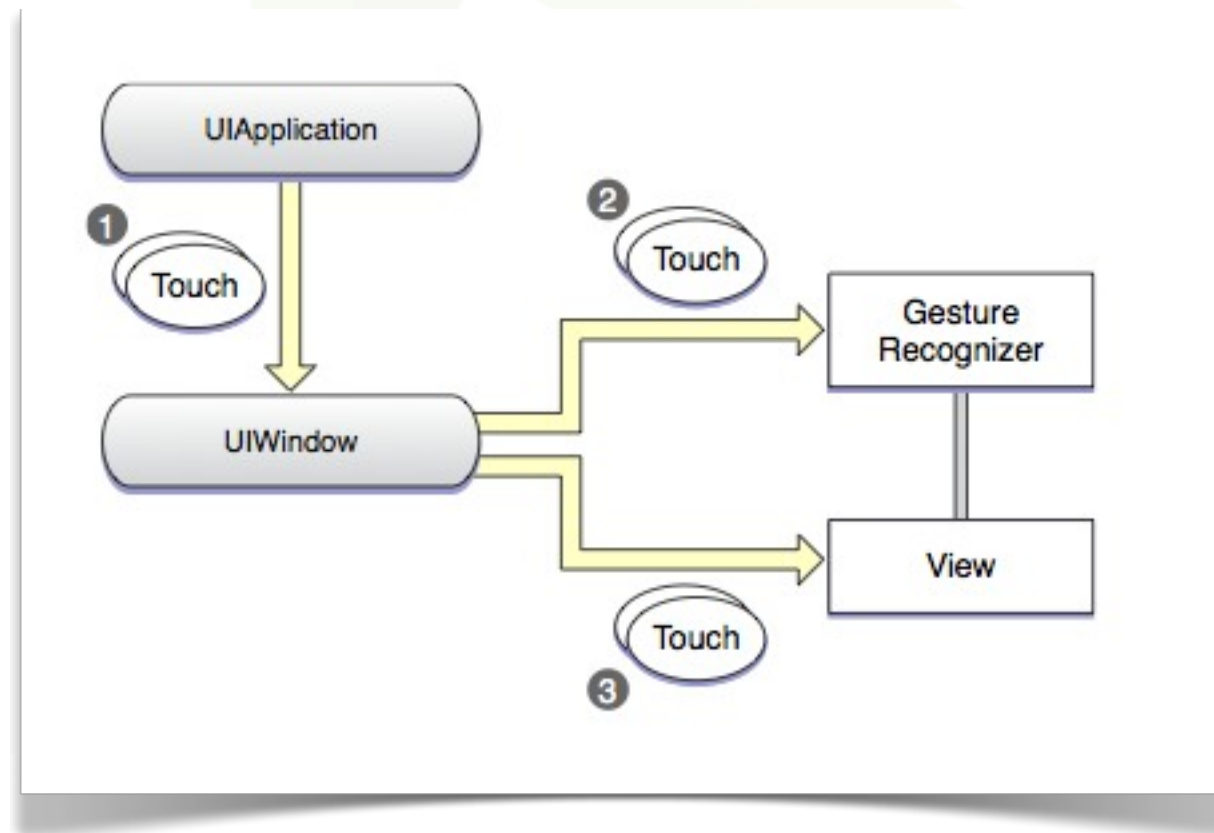 UIApplication
1
Touch
2
Touch
Gesture
Recognizer
UIWindow
View
Touch
3